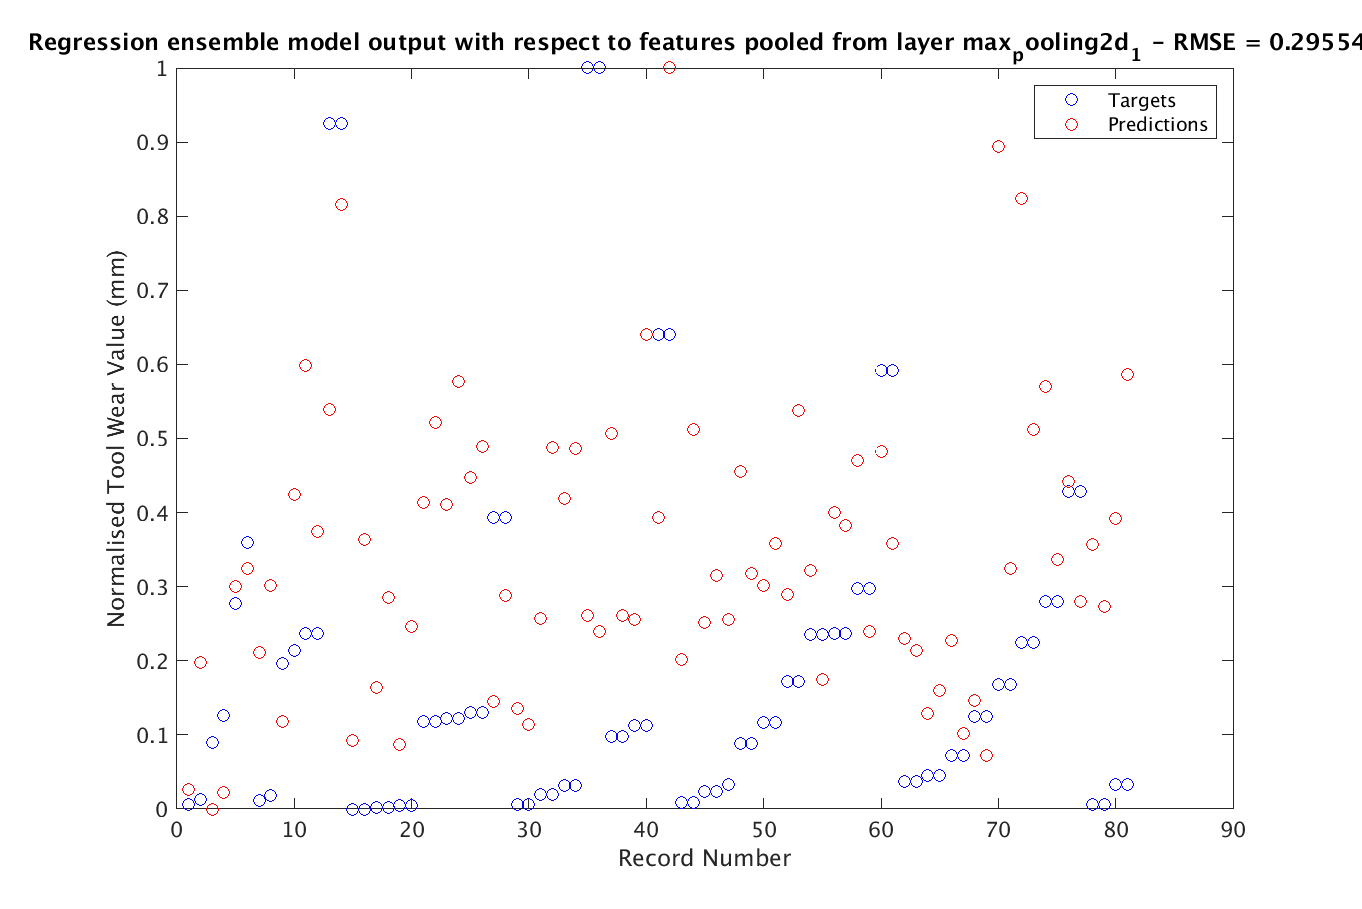 Regression ensemble model output with respect to features pooled from layer max_pooling2d_1 - RMSE = 0.29554
Targets
Predictions
Normalised Tool Wear Value (mm)
1
0.9
0.8
0.7
0.6
0.5
0.4
0.3
0.2
0.1
0
0 10 20 30 40 50 60 70 80 90
Record Number